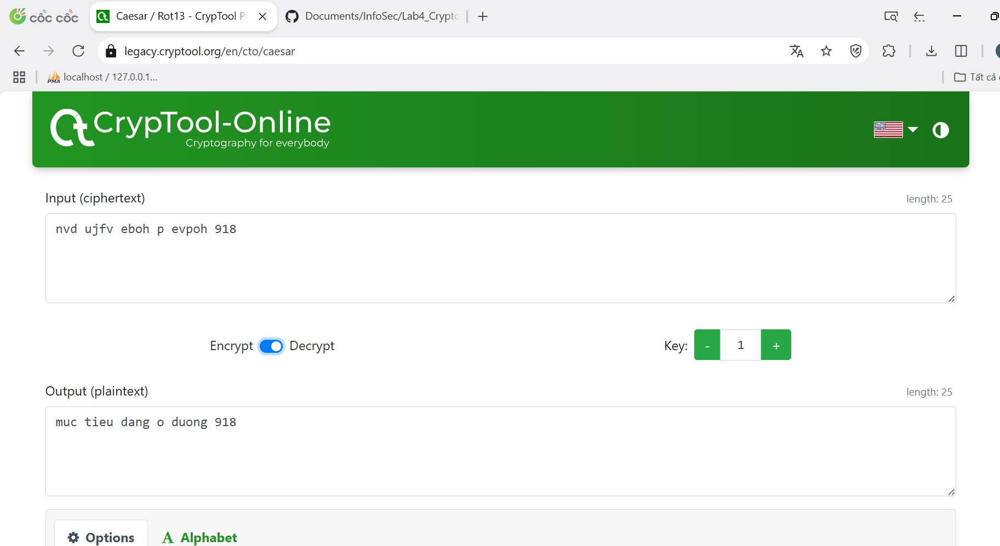 cốc cốc
Caesar / Rot13 - CrypTool P
Documents/InfoSec/Lab4_Crypto
legacy.cryptool.org/en/cto/caesar
PMA
localhost / 127.0.0.1...
Tất cả
Ct CrypTool-Online
Cryptography for everybody
Input (ciphertext)
length: 25
nvd ujfv eboh p evpoh 918
Encrypt
Decrypt
Key:
-
1
+
Output (plaintext)
length: 25
muc tieu dang o duong 918
Options
A Alphabet